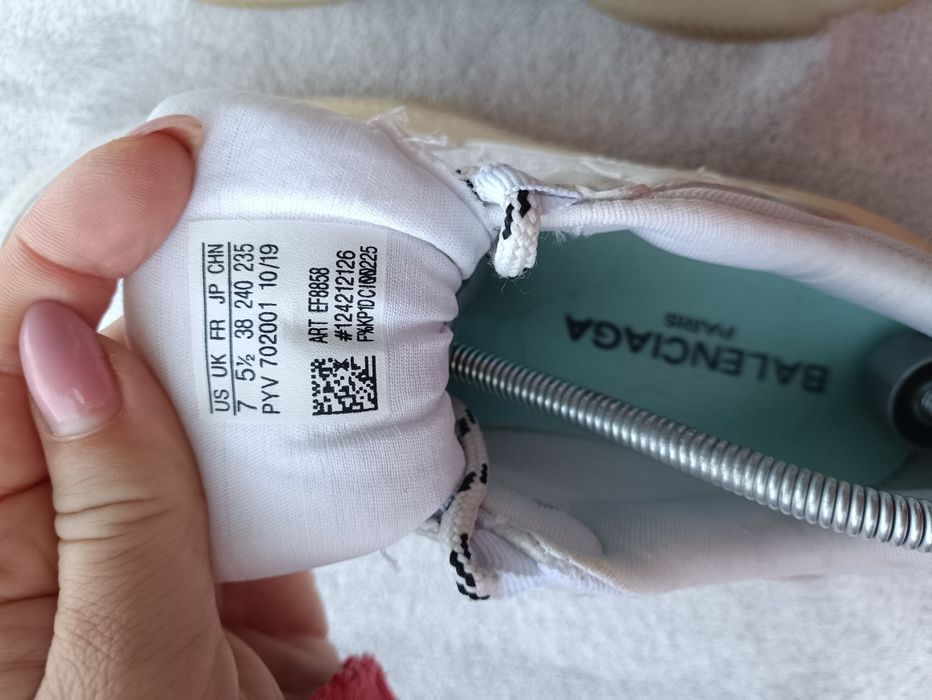 US UK FR JP CHN
7 5½ 38 240 235
PYV 702001 10/19
ART EF8858
#124212126
BALENCIAGA
PARIS